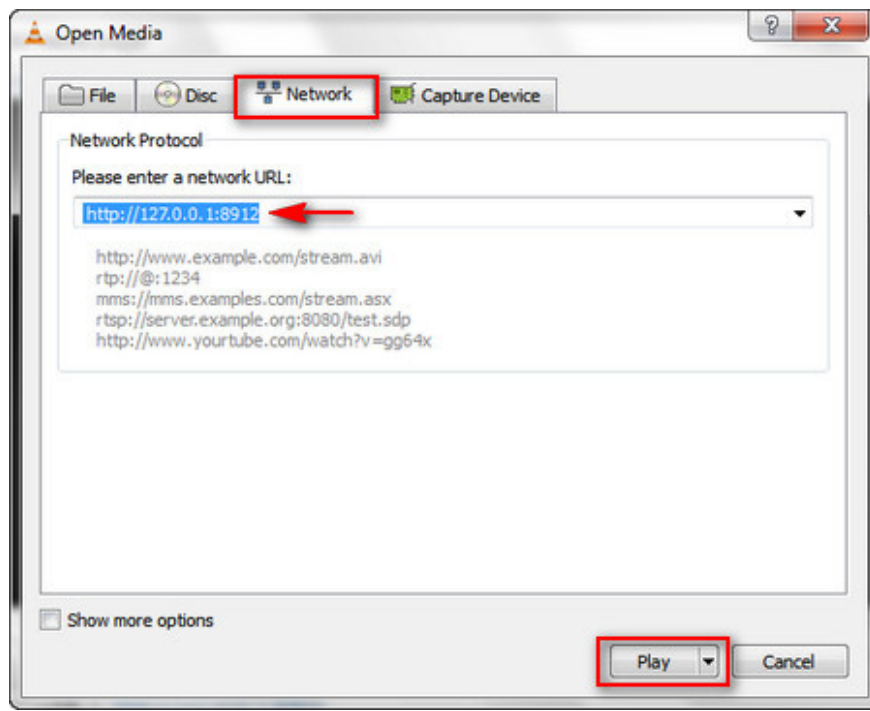 Open Media
File Disc Network Capture Device
Network Protocol
Please enter a network URL:
http://127.0.0.1:8912
http://www.example.com/stream.avi
rtp://@:1234
mms://mms.examples.com/stream.asx
rtsp://server.example.org:8080/test.sdp
http://www.yourtube.com/watch?v=gg64x
Show more options
Play Cancel